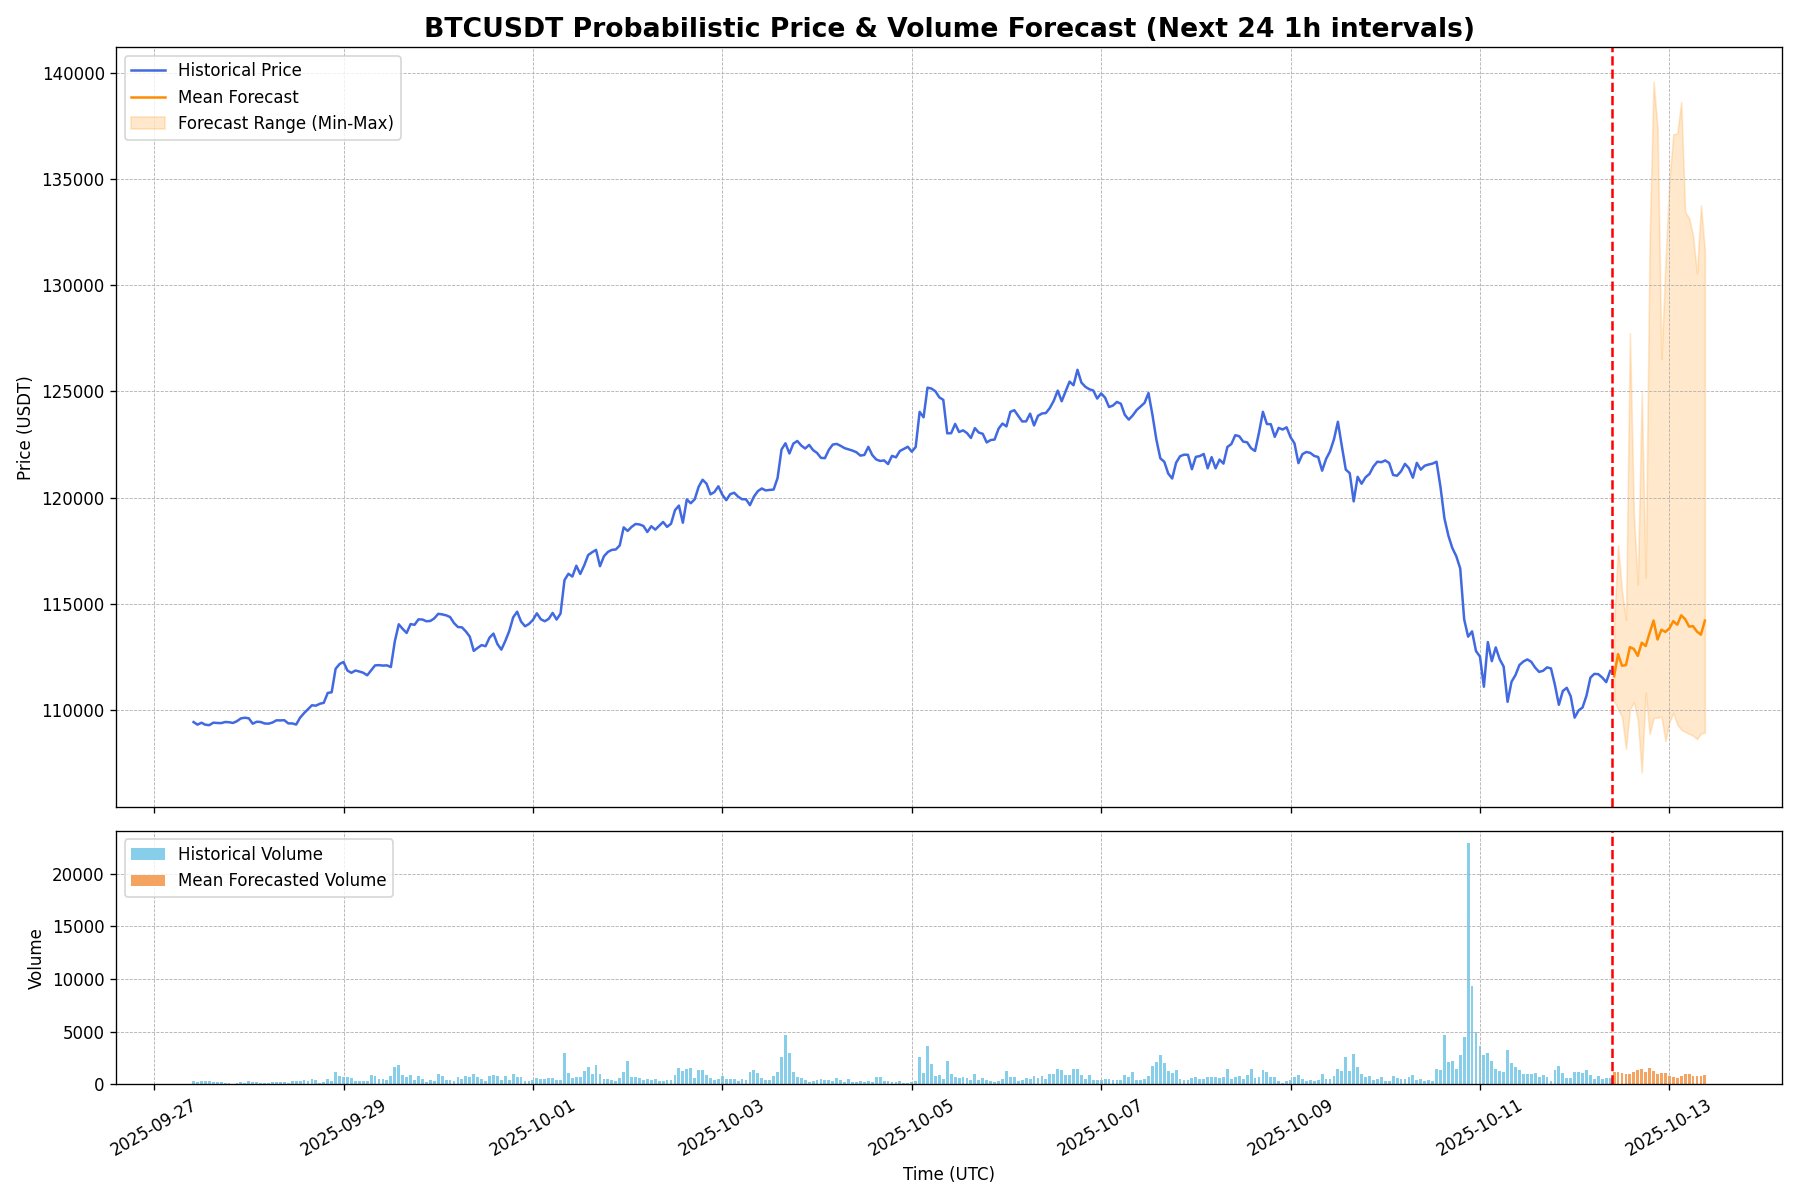 BTCUSDT Probabilistic Price & Volume Forecast (Next 24 1h intervals)
Historical Price
Mean Forecast
Forecast Range (Min-Max)
Price (USDT)
140000
135000
130000
125000
120000
115000
110000
Historical Volume
Mean Forecasted Volume
Volume
20000
15000
10000
5000
0
2025-09-27
2025-09-29
2025-10-01
2025-10-03
2025-10-05
2025-10-07
2025-10-09
2025-10-11
2025-10-13
Time (UTC)